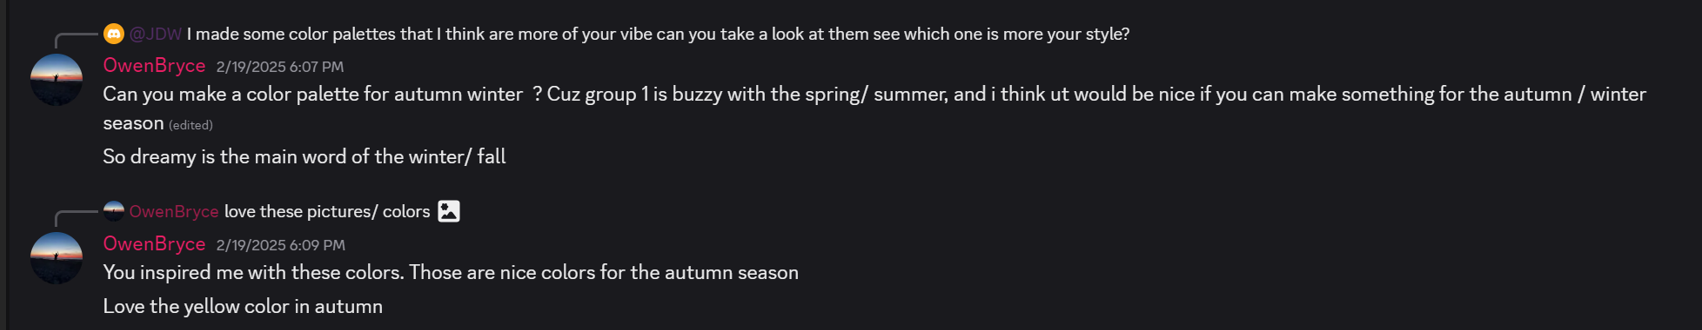 @JDW I made some color palettes that I think are more of your vibe can you take a look at them see which one is more your style?
OwenBryce 2/19/2025 6:07 PM
Can you make a color palette for autumn winter ? Cuz group 1 is buzzy with the spring/ summer, and i think ut would be nice if you can make something for the autumn / winter
season (edited)
So dreamy is the main word of the winter/ fall
OwenBryce love these pictures/ colors
OwenBryce 2/19/2025 6:09 PM
You inspired me with these colors. Those are nice colors for the autumn season
Love the yellow color in autumn